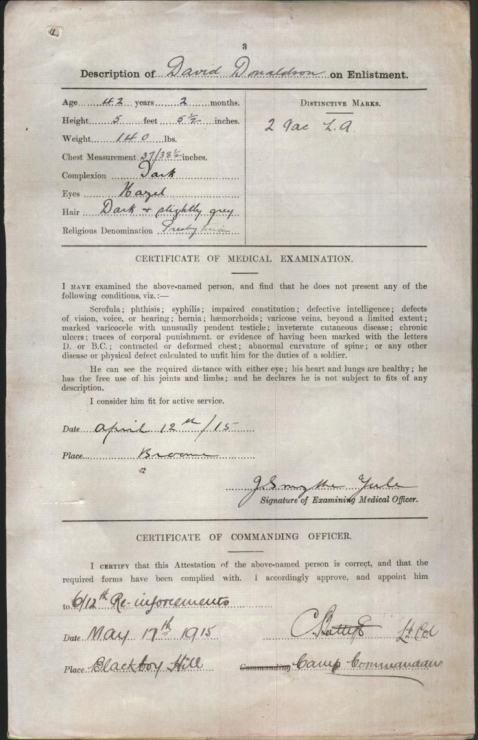 3
Description of David Donaldson on Enlistment.
Age 42 years 2 months.
Height 5 feet 5½ inches.
Weight 140 lbs.
Chest Measurement 37/38½ inches.
Complexion Dark
Eyes Hazel
Hair Dark & slightly grey
Religious Denomination
DISTINCTIVE MARKS.
2 Vac L.A
CERTIFICATE OF MEDICAL EXAMINATION.
I HAVE examined the above-named person, and find that he does not present any of the
following conditions, viz.:—
Scrofula; phthisis; syphilis; impaired constitution; defective intelligence; defects
of vision, voice, or hearing; hernia; hæmorrhoids; varicose veins, beyond a limited extent;
marked varicocele with unusually pendent testicle; inveterate cutaneous disease; chronic
ulcers; traces of corporal punishment, or evidence of having been marked with the letters
D. or B.C.; contracted or deformed chest; abnormal curvature of spine; or any other
disease or physical defect calculated to unfit him for the duties of a soldier.
He can see the required distance with either eye; his heart and lungs are healthy; he
has the free use of his joints and limbs; and he declares he is not subject to fits of any
description.
I consider him fit for active service.
Date April 12th/15
Place Broome
J Smythe Yule
Signature of Examining Medical Officer.
CERTIFICATE OF COMMANDING OFFICER.
I CERTIFY that this Attestation of the above-named person is correct, and that the
required forms have been complied with. I accordingly approve, and appoint him
to 6/12th Re-inforcements
Date May 17th 1915 Lt Col
Place Blackboy Hill Commanding Camp Commandant